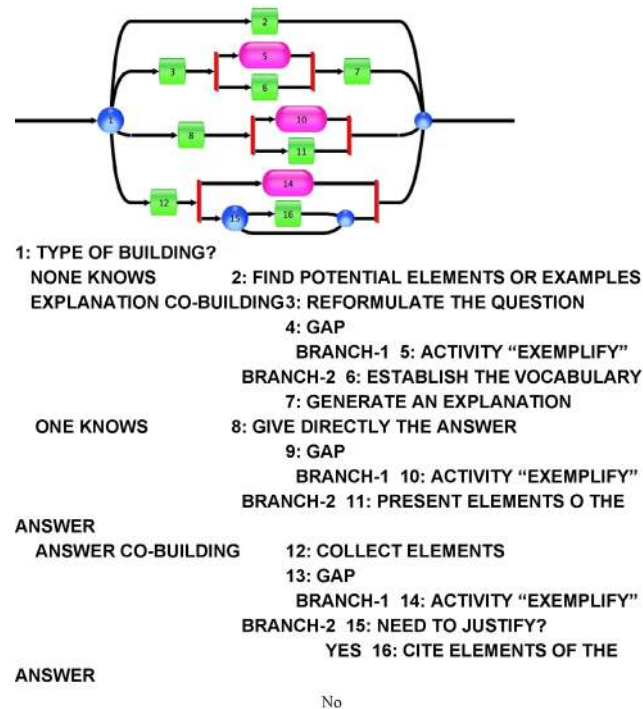 2
5
3
7
6
1
10
8
11
14
12
16
15
1: TYPE OF BUILDING?
NONE KNOWS 2: FIND POTENTIAL ELEMENTS OR EXAMPLES
EXPLANATION CO-BUILDING3: REFORMULATE THE QUESTION
4: GAP
BRANCH-1 5: ACTIVITY “EXEMPLIFY”
BRANCH-2 6: ESTABLISH THE VOCABULARY
7: GENERATE AN EXPLANATION
ONE KNOWS 8: GIVE DIRECTLY THE ANSWER
9: GAP
BRANCH-1 10: ACTIVITY “EXEMPLIFY”
BRANCH-2 11: PRESENT ELEMENTS O THE
ANSWER
ANSWER CO-BUILDING 12: COLLECT ELEMENTS
13: GAP
BRANCH-1 14: ACTIVITY “EXEMPLIFY”
BRANCH-2 15: NEED TO JUSTIFY?
YES 16: CITE ELEMENTS OF THE
ANSWER
No